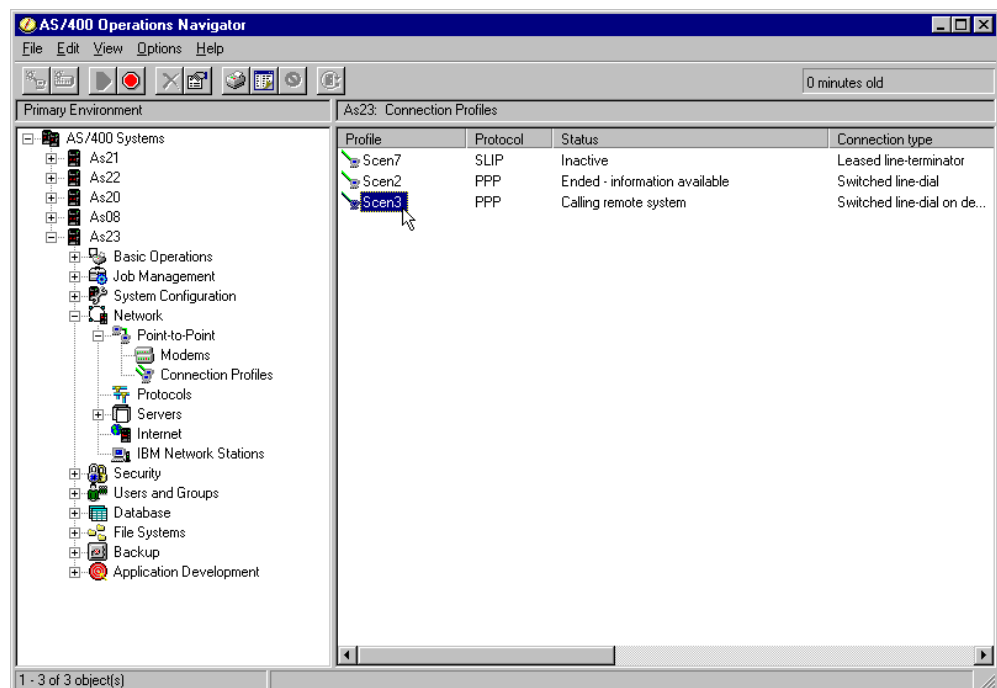 AS/400 Operations Navigator
File Edit View Options Help
0 minutes old
Primary Environment
As23: Connection Profiles
AS/400 Systems
As21
As22
As20
As08
As23
Basic Operations
Job Management
System Configuration
Network
Point-to-Point
Modems
Connection Profiles
Protocols
Servers
Internet
IBM Network Stations
Security
Users and Groups
Database
File Systems
Backup
Application Development
Profile Protocol Status Connection type
Scen7 SLIP Inactive Leased line-terminator
Scen2 PPP Ended - information available Switched line-dial
Scen3 PPP Calling remote system Switched line-dial on de...
1 - 3 of 3 object(s)